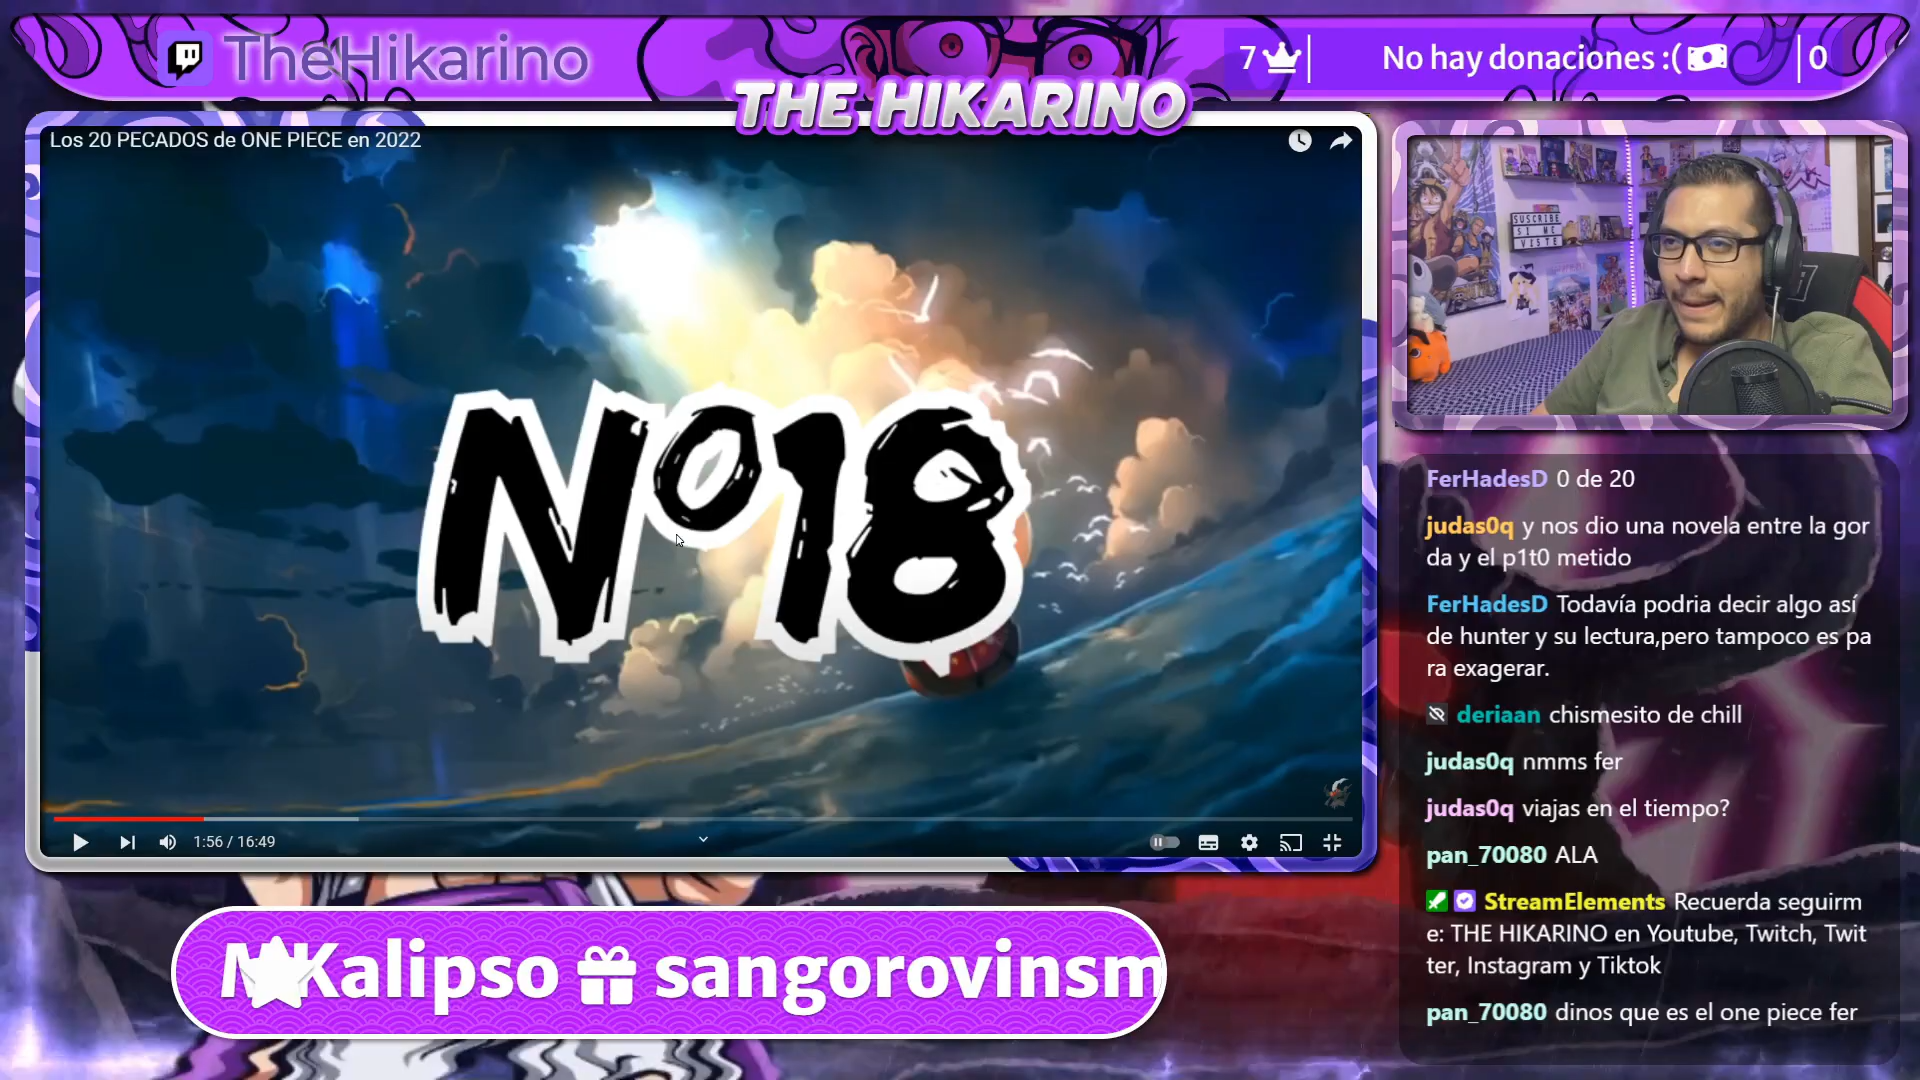 TheHikarino
7
No hay donaciones :(
0
THE HIKARINO
Los 20 PECADOS de ONE PIECE en 2022
Nº18
1:56 / 16:49
SUSCRIBE
SI ME
VISTE
FerHadesD 0 de 20
judas0q y nos dio una novela entre la gor
da y el p1t0 metido
FerHadesD Todavía podria decir algo así
de hunter y su lectura,pero tampoco es pa
ra exagerar.
deriaan chismesito de chill
judas0q nmms fer
judas0q viajas en el tiempo?
pan_70080 ALA
StreamElements Recuerda seguirm
e: THE HIKARINO en Youtube, Twitch, Twit
ter, Instagram y Tiktok
pan_70080 dinos que es el one piece fer
Kalipso sangorovinsm